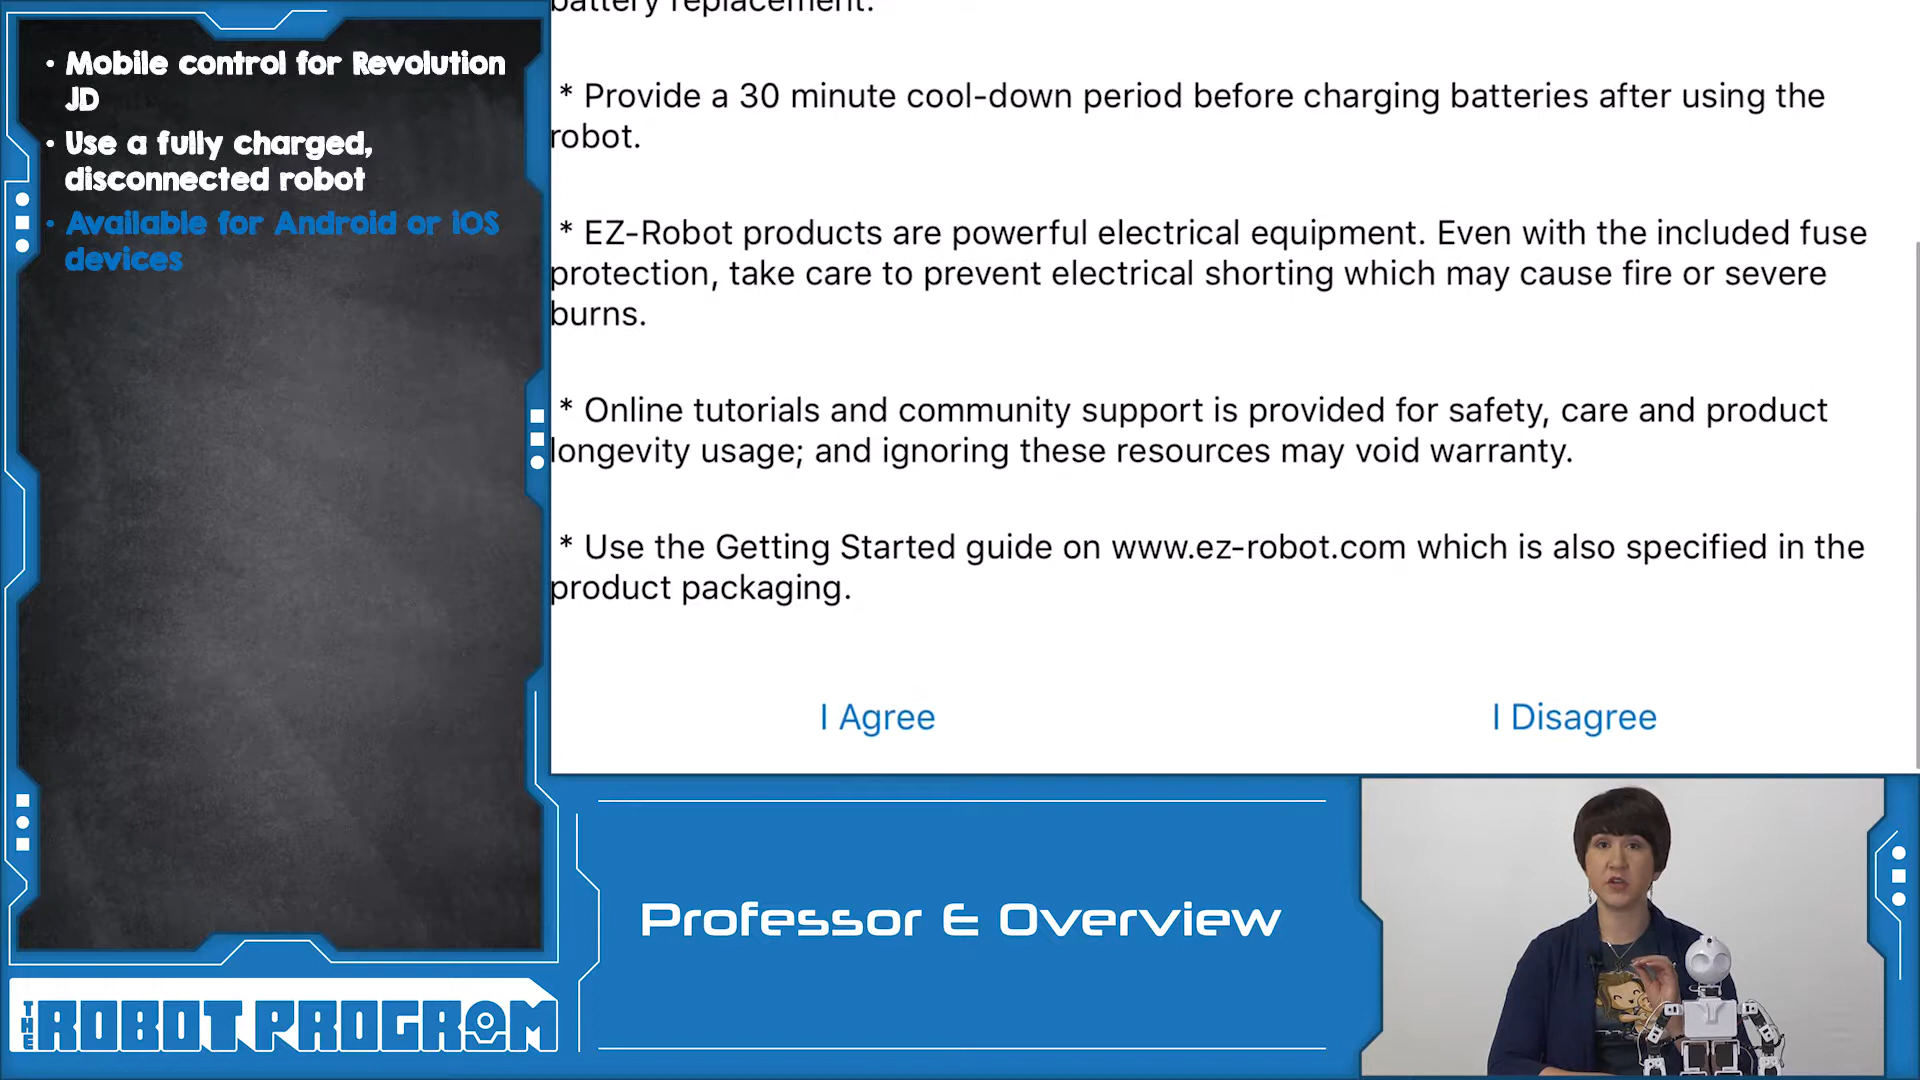 • Mobile control for Revolution
JD
• Use a fully charged,
disconnected robot
• Available for Android or iOS
devices
battery replacement.
* Provide a 30 minute cool-down period before charging batteries after using the
robot.
* EZ-Robot products are powerful electrical equipment. Even with the included fuse
protection, take care to prevent electrical shorting which may cause fire or severe
burns.
* Online tutorials and community support is provided for safety, care and product
longevity usage; and ignoring these resources may void warranty.
* Use the Getting Started guide on www.ez-robot.com which is also specified in the
product packaging.
I Agree
I Disagree
Professor E Overview
THE ROBOT PROGRAM